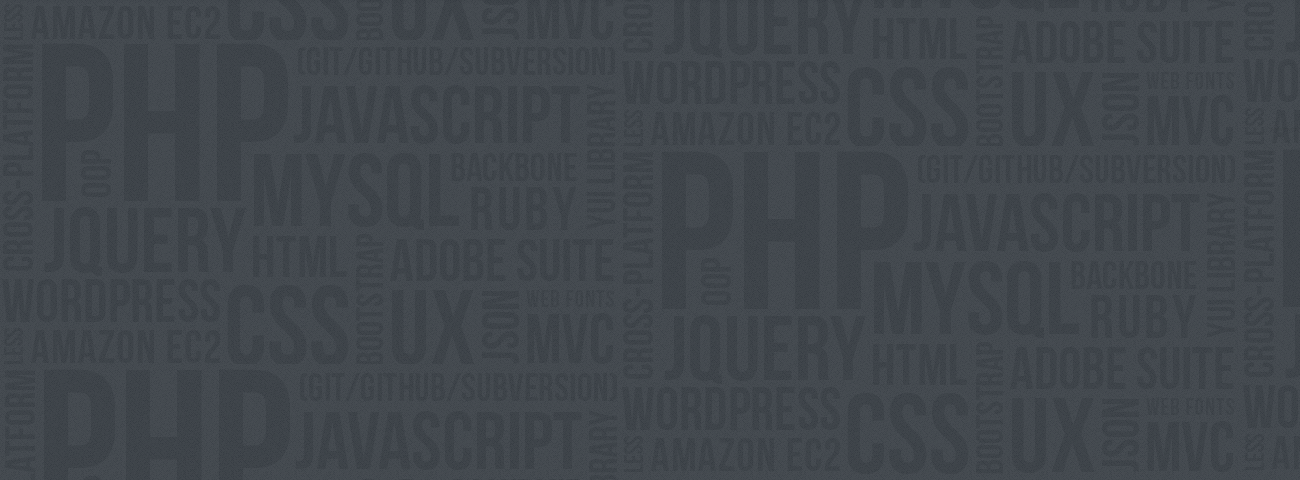 LESS
AMAZON EC2
CSS
UX
JSON
MVC
CROSS-PLATFORM
PHP
OOP
(GIT/GITHUB/SUBVERSION)
JAVASCRIPT
MYSQL
BACKBONE
RUBY
YUI LIBRARY
JQUERY
HTML
BOOTSTRAP
ADOBE SUITE
WORDPRESS
CSS
UX
JSON
WEB FONTS
MVC
LESS
AMAZON EC2
PHP
(GIT/GITHUB/SUBVERSION)
JAVASCRIPT
JQUERY
HTML
BOOTSTRAP
ADOBE SUITE
WORDPRESS
CSS
UX
JSON
WEB FONTS
MVC
LESS
AMAZON EC2
CROSS-PLATFORM
PHP
OOP
(GIT/GITHUB/SUBVERSION)
JAVASCRIPT
MYSQL
BACKBONE
RUBY
YUI LIBRARY
JQUERY
HTML
BOOTSTRAP
ADOBE SUITE
WORDPRESS
CSS
UX
JSON
WEB FONTS
MVC
LESS
AMAZON EC2
LESS
CROSS-PLATFORM
LESS